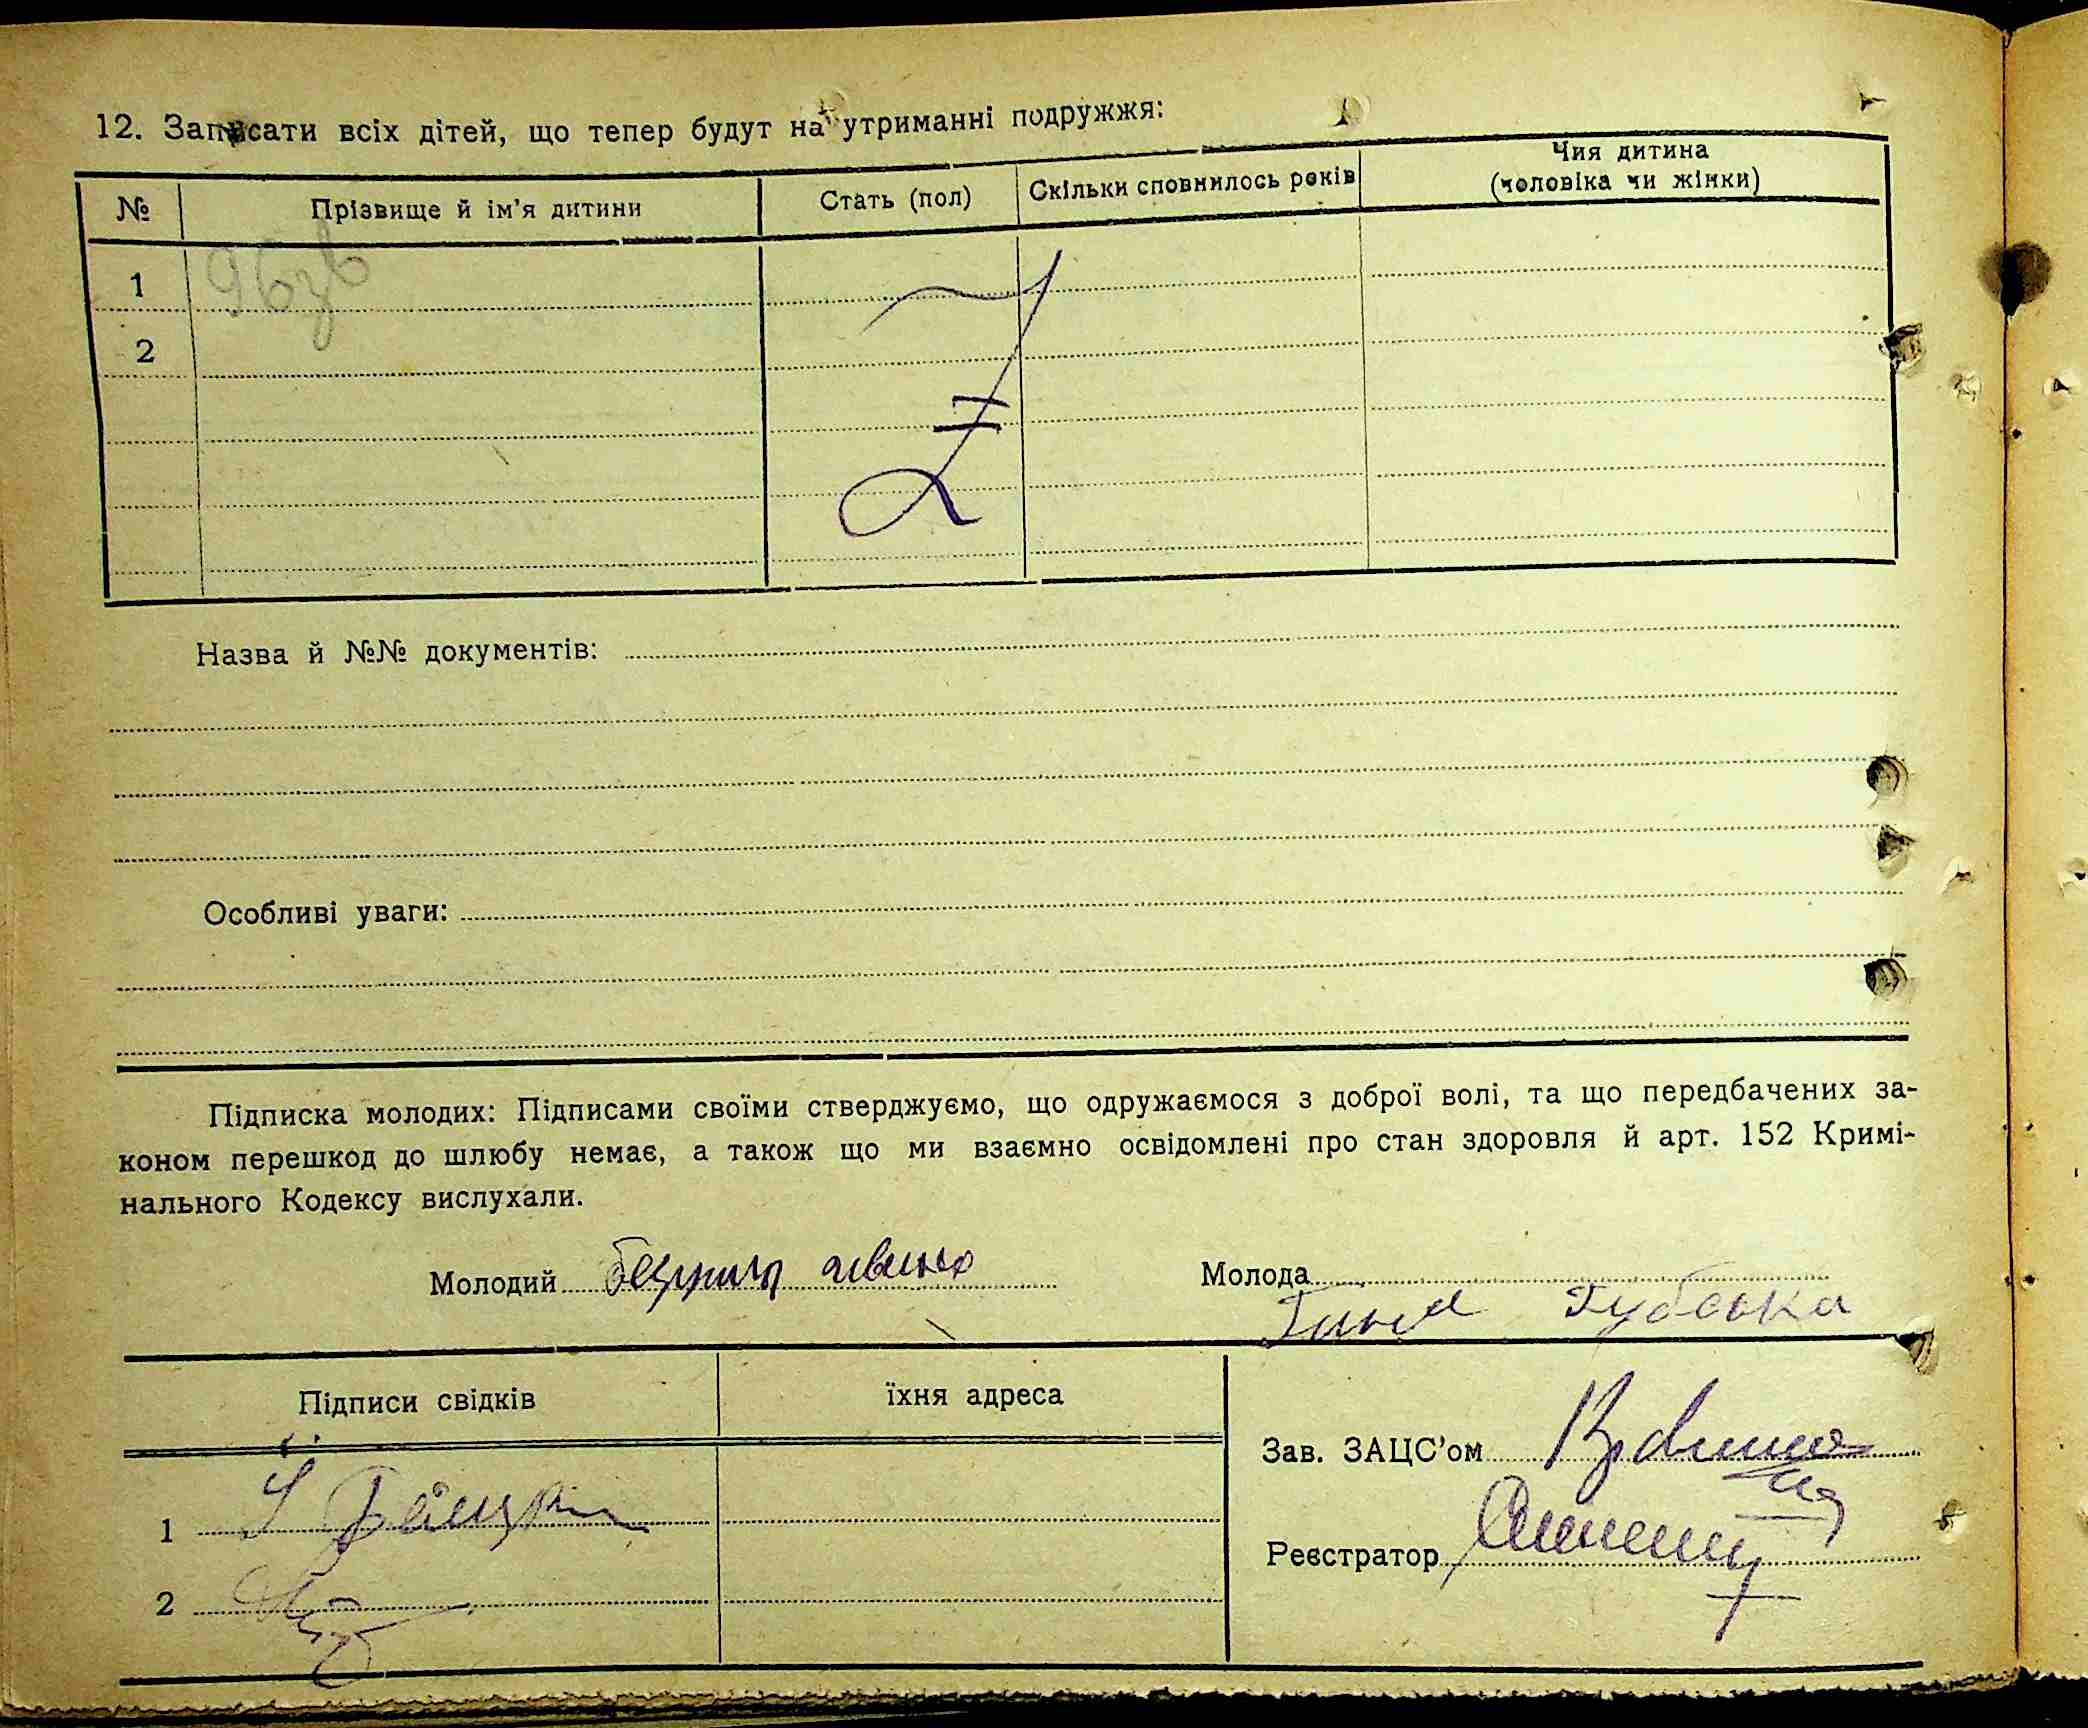 12. Записати всіх дітей, що тепер будут на утриманні подружжя:
№ Прізвище й ім'я дитини Стать (пол) Скільки сповнилось років Чия дитина
(чоловіка чи жінки)
96зв
1
2
Назва й №№ документів:
Особливі уваги:
Підписка молодих: Підписами своїми стверджуємо, що одружаємося з доброї волі, та що передбачених за-
коном перешкод до шлюбу немає, а також що ми взаємно освідомлені про стан здоровля й арт. 152 Кримі-
нального Кодексу вислухали.
Молодий Молода
Губська
Підписи свідків їхня адреса
Зав. ЗАЦС'ом
1
Реєстратор
2